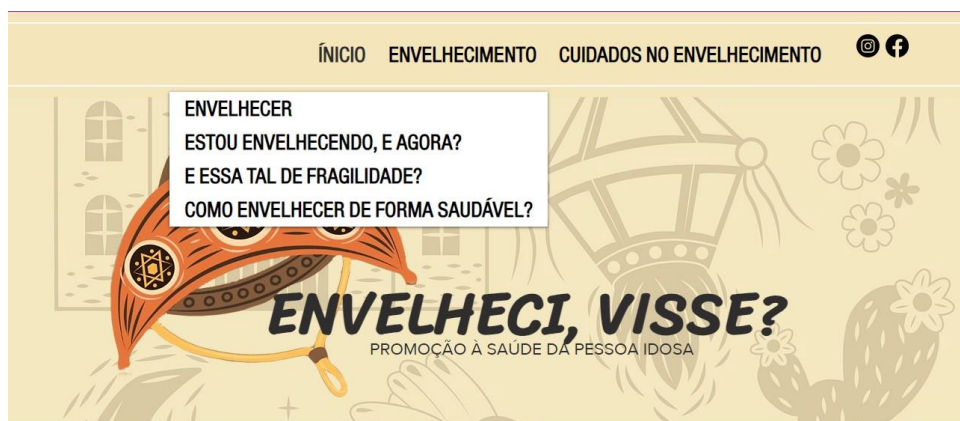 ÍNICIO ENVELHECIMENTO CUIDADOS NO ENVELHECIMENTO
ENVELHECER
ESTOU ENVELHECENDO, E AGORA?
E ESSA TAL DE FRAGILIDADE?
COMO ENVELHECER DE FORMA SAUDÁVEL?
ENVELHECI, VISSE?
PROMOÇÃO À SAÚDE DA PESSOA IDOSA